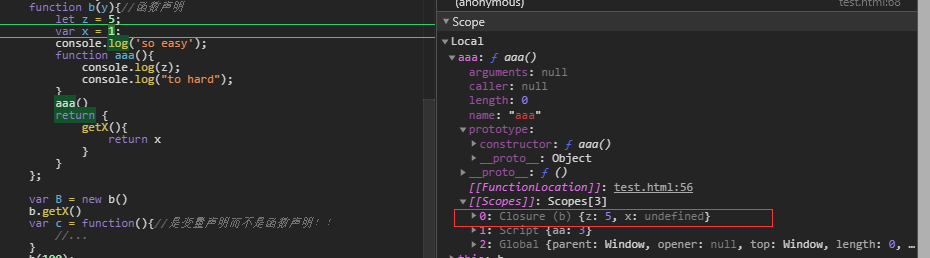 function b(y){//函数声明
let z = 5;
var x = 1;
console.log('so easy');
function aaa(){
console.log(z);
console.log("to hard");
}
aaa()
return {
getX(){
return x
}
}
};
var B = new b()
b.getX()
var c = function(){//是变量声明而不是函数声明!!
//...
}
(anonymous) test.html:68
Scope
Local
aaa: ƒ aaa()
arguments: null
caller: null
length: 0
name: "aaa"
prototype:
constructor: ƒ aaa()
__proto__: Object
__proto__: ƒ ()
[[FunctionLocation]]: test.html:56
[[Scopes]]: Scopes[3]
0: Closure (b) {z: 5, x: undefined}
1: Script {aa: 3}
2: Global {parent: Window, opener: null, top: Window, length: 0, …